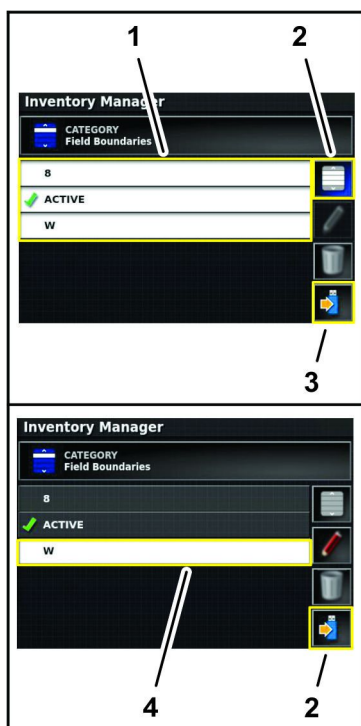 1 2
Inventory Manager
CATEGORY
Field Boundaries
8
ACTIVE
W
3
Inventory Manager
CATEGORY
Field Boundaries
8
ACTIVE
W
4 2